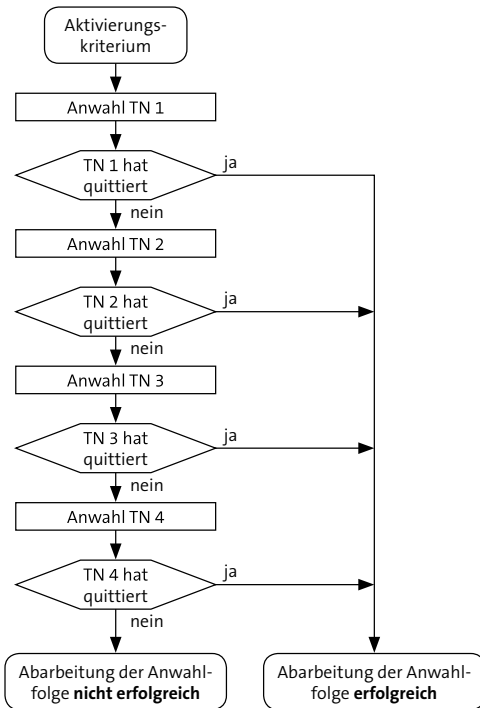 Aktivierungs-
kriterium
Anwahl TN 1
TN 1 hat
quittiert
ja
nein
Anwahl TN 2
TN 2 hat
quittiert
ja
nein
Anwahl TN 3
TN 3 hat
quittiert
ja
nein
Anwahl TN 4
TN 4 hat
quittiert
ja
nein
Abarbeitung der Anwahl-
folge nicht erfolgreich
Abarbeitung der Anwahl-
folge erfolgreich